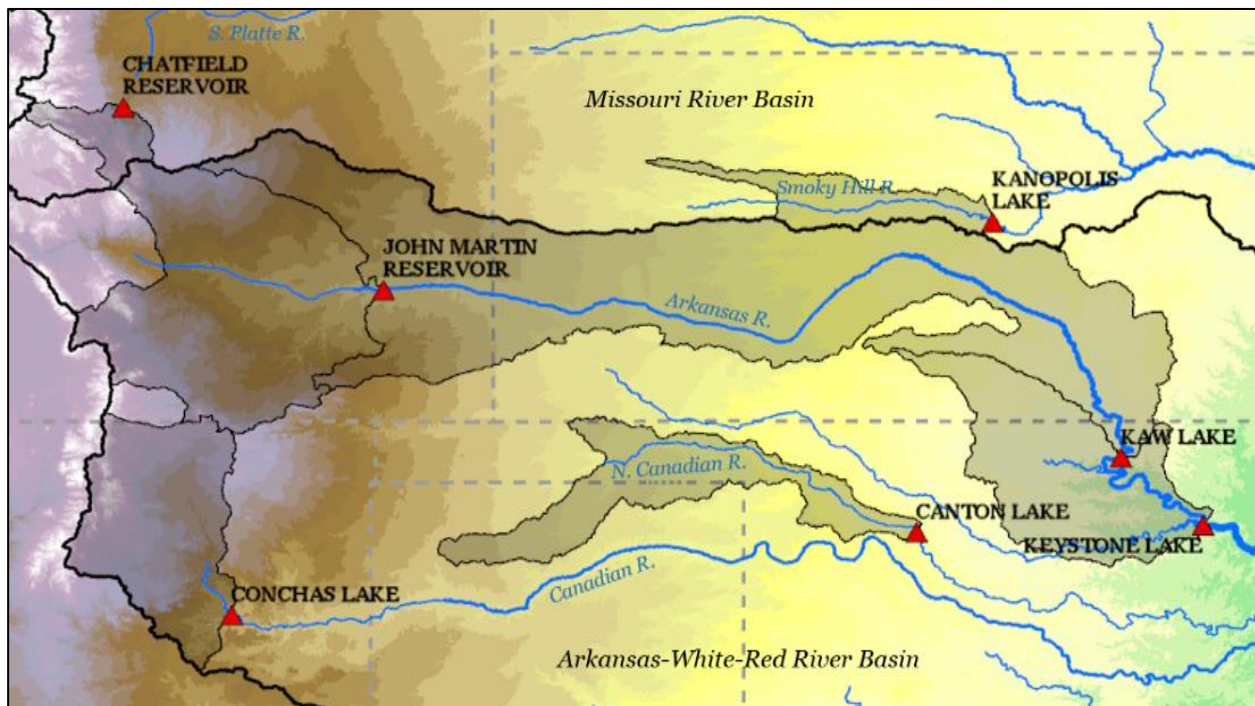 S. Platte R.
CHATFIELD
RESERVOIR
Missouri River Basin
Smoky Hill R.
KANOPOLIS
LAKE
JOHN MARTIN
RESERVOIR
Arkansas R.
KAW LAKE
N. Canadian R.
CANTON LAKE
KEYSTONE LAKE
Canadian R.
CONCHAS LAKE
Arkansas-White-Red River Basin